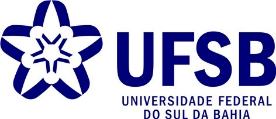 UFSB
UNIVERSIDADE FEDERAL
DO SUL DA BAHIA